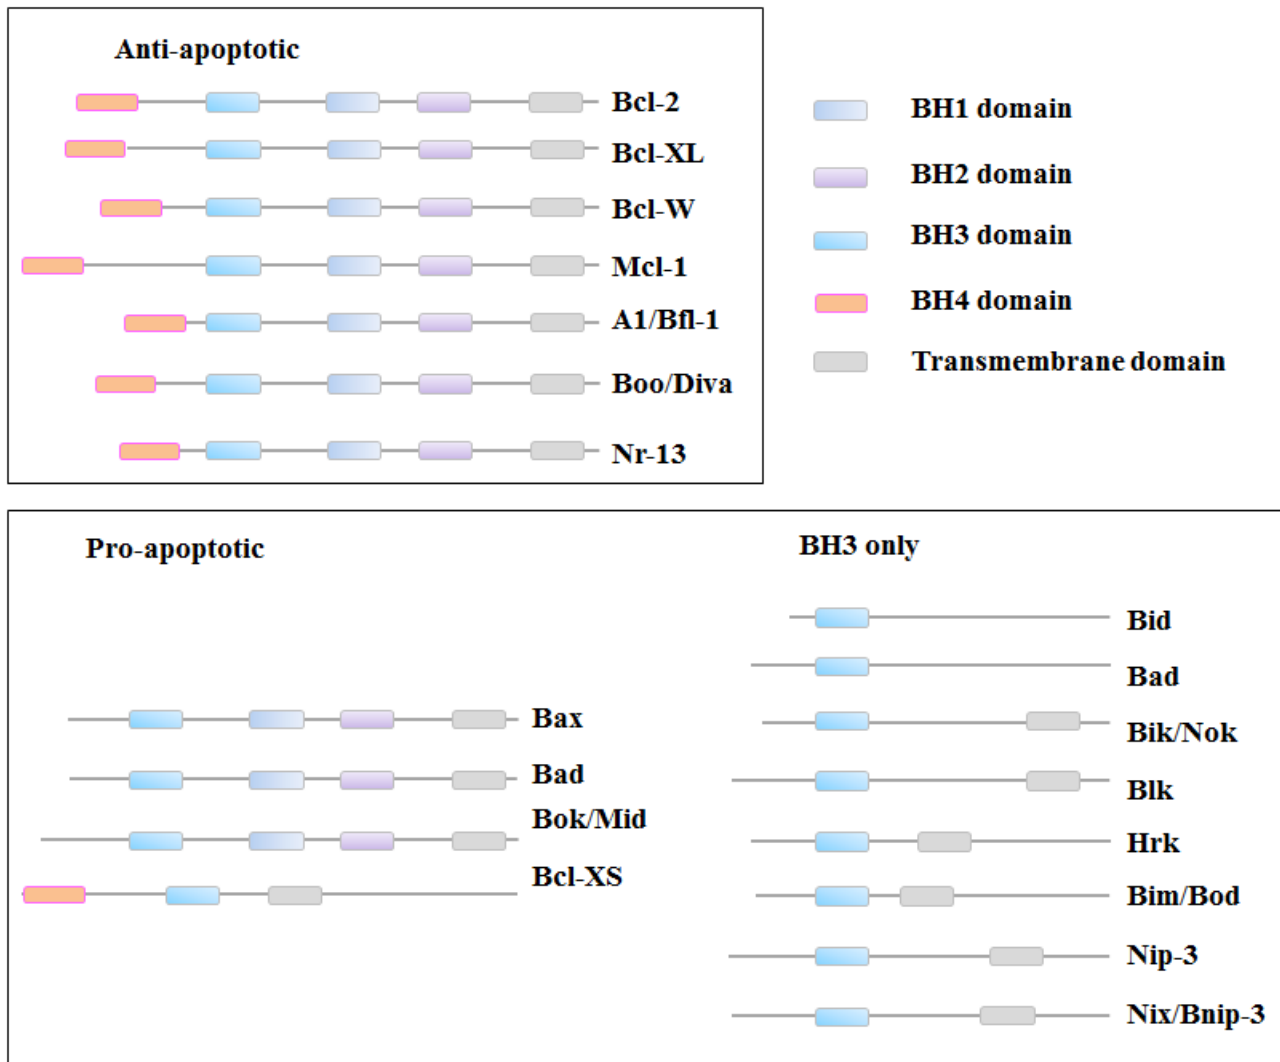 Anti-apoptotic
Bcl-2
Bcl-XL
Bcl-W
Mcl-1
A1/Bfl-1
Boo/Diva
Nr-13
BH1 domain
BH2 domain
BH3 domain
BH4 domain
Transmembrane domain
Pro-apoptotic
Bax
Bad
Bok/Mid
Bcl-XS
BH3 only
Bid
Bad
Bik/Nok
Blk
Hrk
Bim/Bod
Nip-3
Nix/Bnip-3